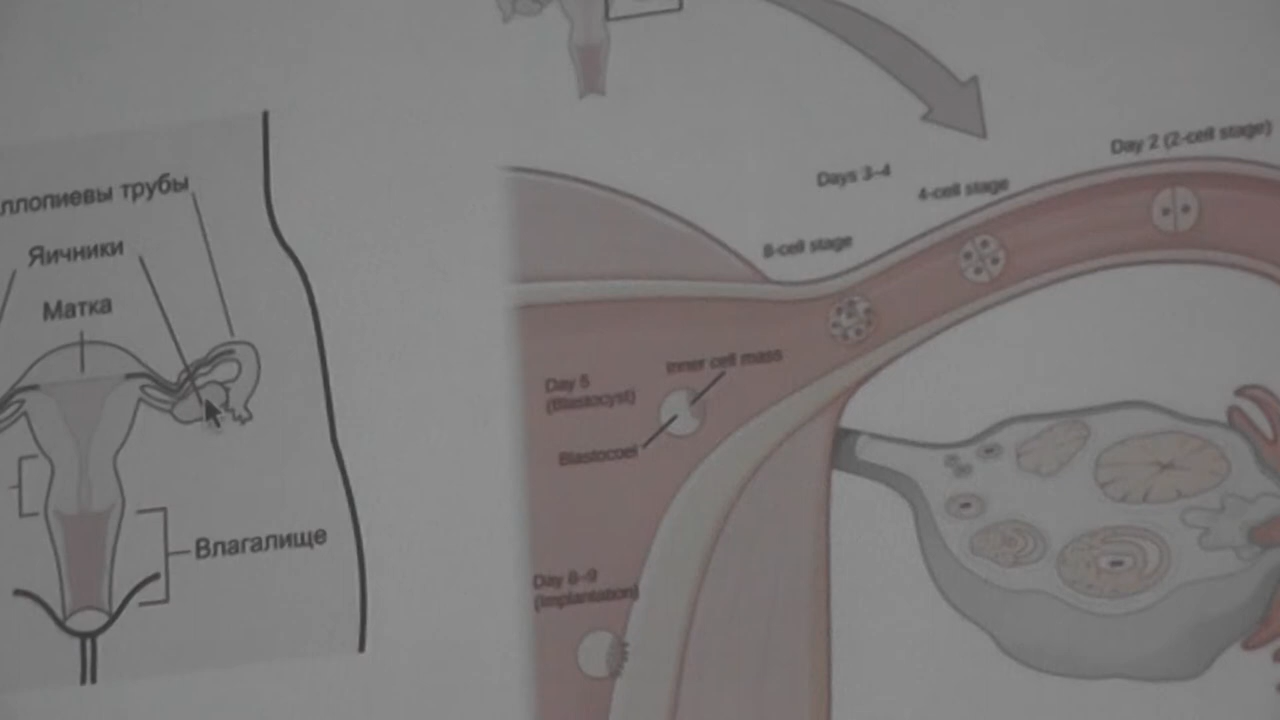 ллопиевы трубы
Яичники
Матка
Влагалище
Day 2 (2-cell stage)
Days 3-4
4-cell stage
8-cell stage
Inner cell mass
Day 5
(Blastocyst)
Blastocoel
Day 8-9
(Implantation)